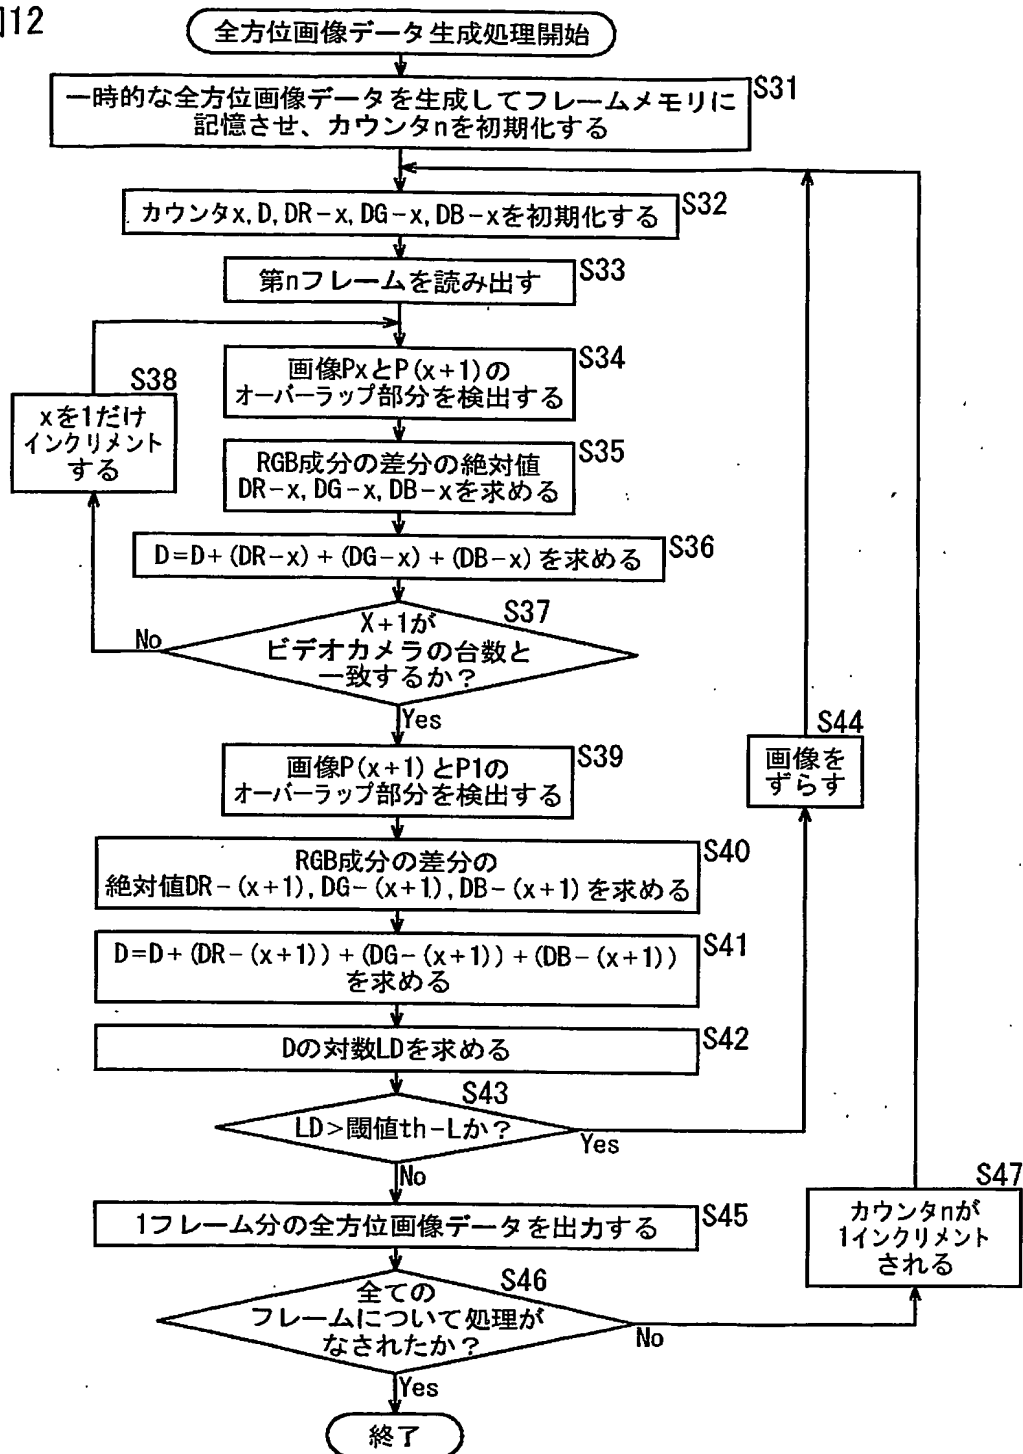 図12
全方位画像データ生成処理開始
S31
一時的な全方位画像データを生成してフレームメモリに
記憶させ、カウンタnを初期化する
S32
カウンタx, D, DR-x, DG-x, DB-xを初期化する
S33
第nフレームを読み出す
S34
画像PxとP(x+1)の
オーバーラップ部分を検出する
S38
xを1だけ
インクリメント
する
S35
RGB成分の差分の絶対値
DR-x, DG-x, DB-xを求める
S36
D=D+(DR-x)+(DG-x)+(DB-x)を求める
S37
X+1が
ビデオカメラの台数と
一致するか?
No
Yes
S39
画像P(x+1)とP1の
オーバーラップ部分を検出する
S44
画像を
ずらす
S40
RGB成分の差分の
絶対値DR-(x+1), DG-(x+1), DB-(x+1)を求める
S41
D=D+(DR-(x+1))+(DG-(x+1))+(DB-(x+1))
を求める
S42
Dの対数LDを求める
S43
LD>閾値th-Lか?
Yes
No
S45
1フレーム分の全方位画像データを出力する
S47
カウンタnが
1インクリメント
される
S46
全ての
フレームについて処理が
なされたか?
No
Yes
終了